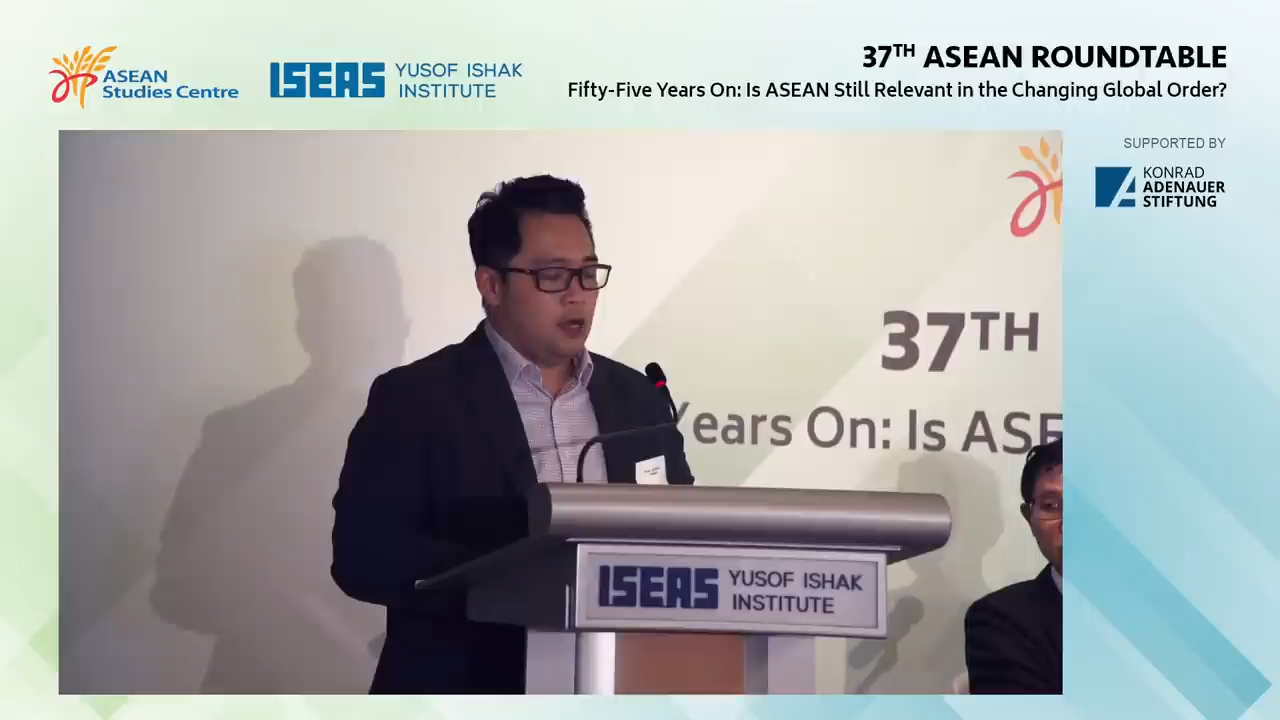 ASEAN
Studies Centre
ISEAS
YUSOF ISHAK
INSTITUTE
37TH ASEAN ROUNDTABLE
Fifty-Five Years On: Is ASEAN Still Relevant in the Changing Global Order?
SUPPORTED BY
KONRAD
ADENAUER
STIFTUNG
37TH
Years On: Is ASE
ISEAS
YUSOF ISHAK
INSTITUTE